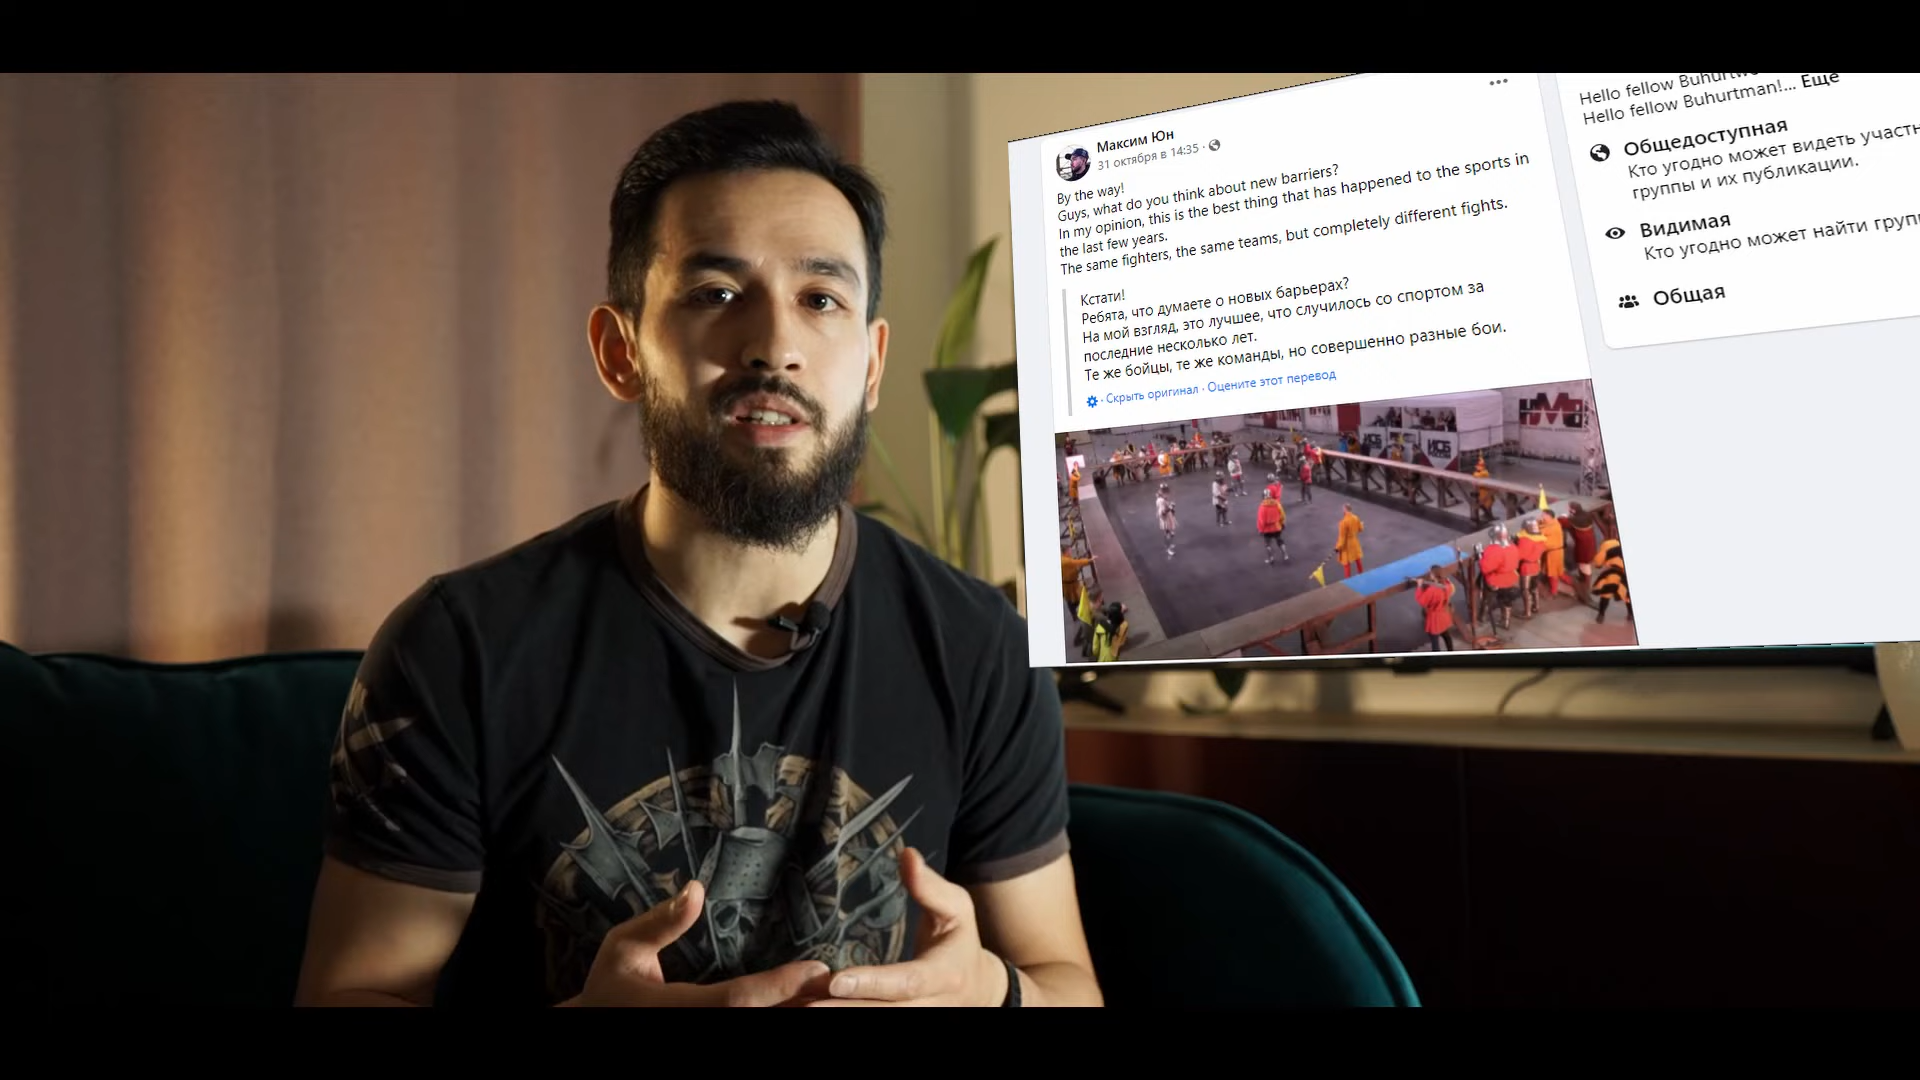 Максим Юн
31 октября в 14:35 ·
By the way!
Guys, what do you think about new barriers?
In my opinion, this is the best thing that has happened to the sports in
the last few years.
The same fighters, the same teams, but completely different fights.
Кстати!
Ребята, что думаете о новых барьерах?
На мой взгляд, это лучшее, что случилось со спортом за
последние несколько лет.
Те же бойцы, те же команды, но совершенно разные бои.
· Скрыть оригинал · Оцените этот перевод
ИСБ
ИСБ
Hello fellow
Hello fellow Buhurtman!... Еще
Общедоступная
Кто угодно может видеть
группы и их публикации.
Видимая
Кто угодно может найти
Общая